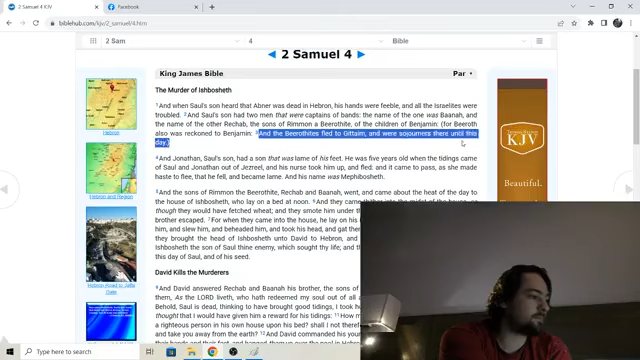 2 Samuel 4 KJV
Facebook
biblehub.com/kjv/2_samuel/4.htm
2 Sam
4
Bible
◄ 2 Samuel 4 ►
King James Bible
Par ▾
The Murder of Ishbosheth
1And when Saul's son heard that Abner was dead in Hebron, his hands were feeble, and all the Israelites were
troubled. 2And Saul's son had two men that were captains of bands: the name of the one was Baanah, and
the name of the other Rechab, the sons of Rimmon a Beerothite, of the children of Benjamin: (for Beeroth
also was reckoned to Benjamin: 3And the Beerothites fled to Gittaim, and were sojourners there until this
day.)
4And Jonathan, Saul's son, had a son that was lame of his feet. He was five years old when the tidings came
of Saul and Jonathan out of Jezreel, and his nurse took him up, and fled: and it came to pass, as she made
haste to flee, that he fell, and became lame. And his name was Mephibosheth.
5And the sons of Rimmon the Beerothite, Rechab and Baanah, went, and came about the heat of the day to
the house of Ishbosheth, who lay on a bed at noon. 6And they came thither into the midst of the house, as
though they would have fetched wheat; and they smote him under th
brother escaped. 7For when they came into the house, he lay on his
him, and slew him, and beheaded him, and took his head, and gat the
they brought the head of Ishbosheth unto David to Hebron, and
Ishbosheth the son of Saul thine enemy, which sought thy life; and th
this day of Saul, and of his seed.
David Kills the Murderers
9And David answered Rechab and Baanah his brother, the sons of
them, As the LORD liveth, who hath redeemed my soul out of all a
Behold, Saul is dead, thinking to have brought good tidings, I took ho
thought that I would have given him a reward for his tidings: 11How m
a righteous person in his own house upon his bed? shall I not theref
and take you away from the earth? 12And David commanded his you
Hebron
Hebron and Region
Hebron Road to Jaffa
Gate
KJV
Beautiful.
Type here to search